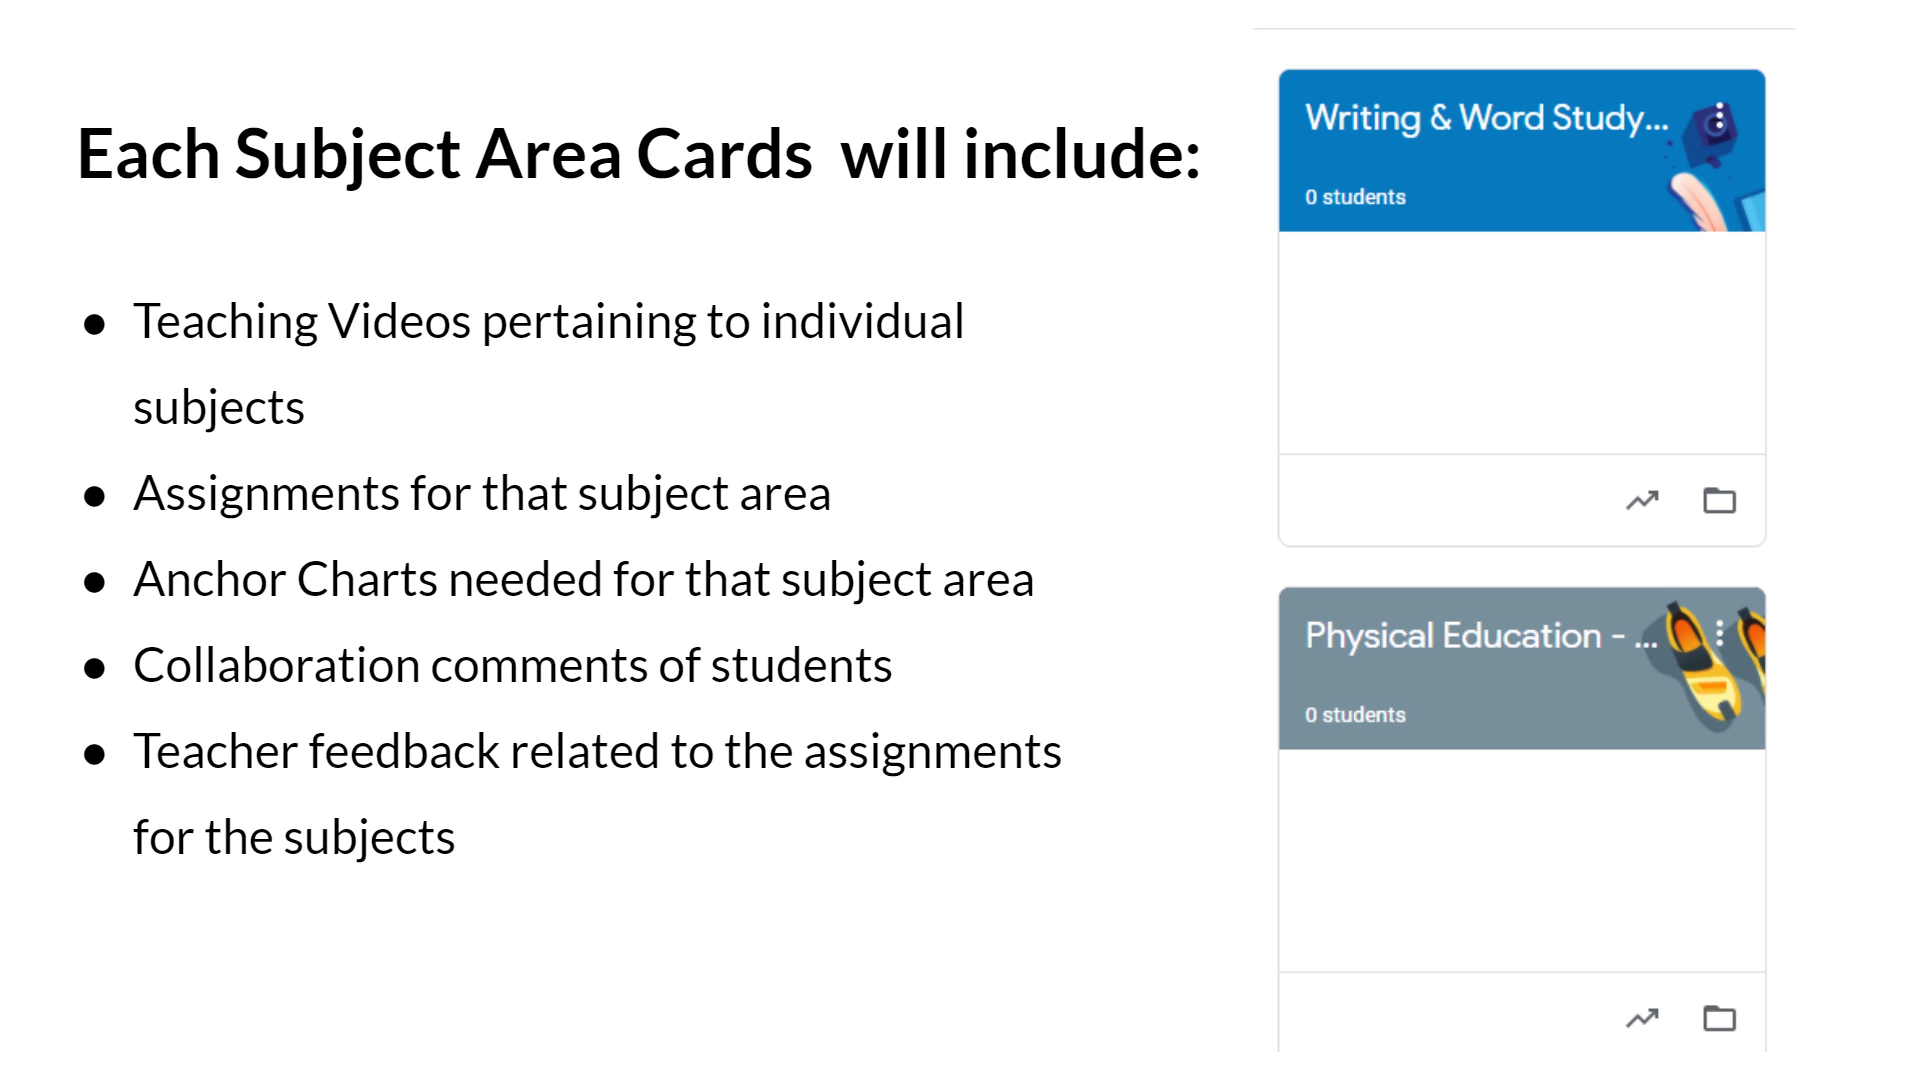 Each Subject Area Cards  will include:
● Teaching Videos pertaining to individual
subjects
● Assignments for that subject area
● Anchor Charts needed for that subject area
● Collaboration comments of students
● Teacher feedback related to the assignments
for the subjects
Writing & Word Study...
0 students
Physical Education - ...
0 students